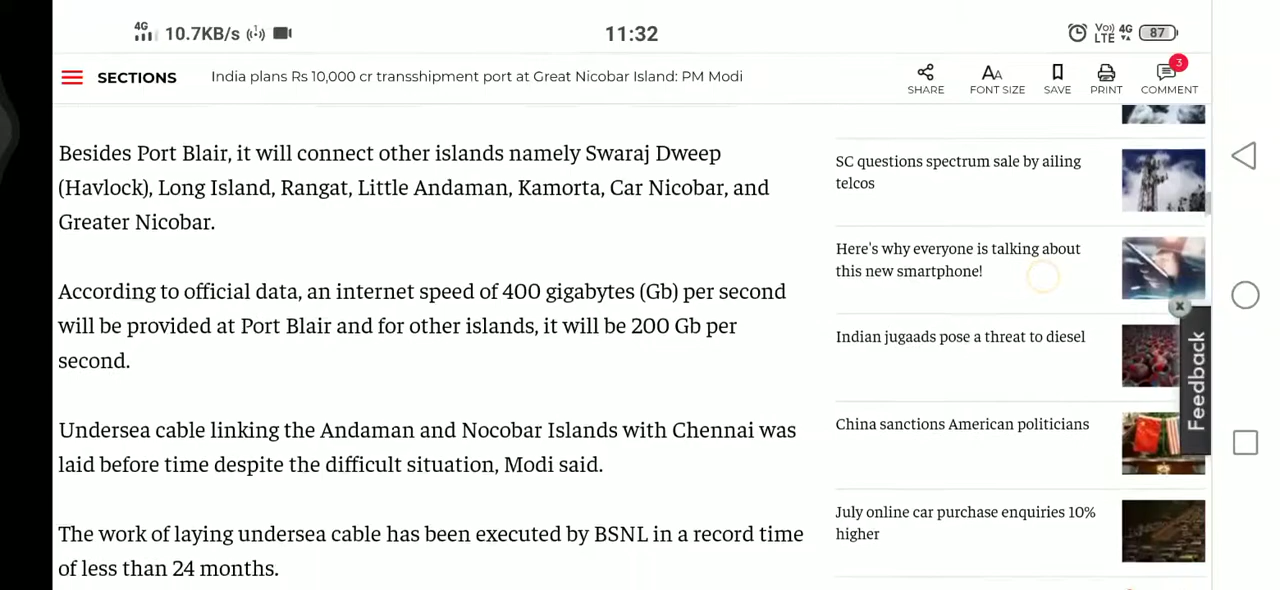 4G 10.7KB/s 11:32 Vo) LTE 4G 87
SECTIONS India plans Rs 10,000 cr transshipment port at Great Nicobar Island: PM Modi
SHARE AA FONT SIZE SAVE PRINT 3 COMMENT
Besides Port Blair, it will connect other islands namely Swaraj Dweep
(Havlock), Long Island, Rangat, Little Andaman, Kamorta, Car Nicobar, and
Greater Nicobar.
According to official data, an internet speed of 400 gigabytes (Gb) per second
will be provided at Port Blair and for other islands, it will be 200 Gb per
second.
Undersea cable linking the Andaman and Nocobar Islands with Chennai was
laid before time despite the difficult situation, Modi said.
The work of laying undersea cable has been executed by BSNL in a record time
of less than 24 months.
SC questions spectrum sale by ailing
telcos
Here's why everyone is talking about
this new smartphone!
Indian jugaads pose a threat to diesel
China sanctions American politicians
July online car purchase enquiries 10%
higher
x
Feedback